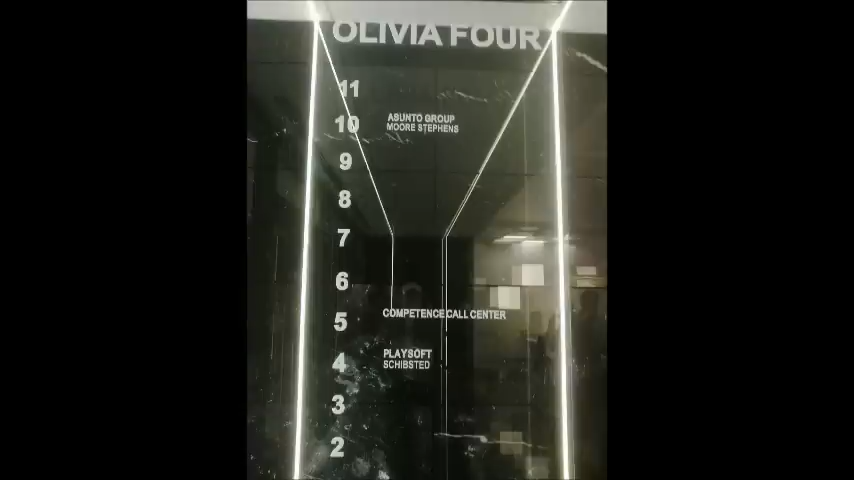 OLIVIA FOUR
11
10 ASUNTO GROUP
MOORE STEPHENS
9
8
7
6
5 COMPETENCE CALL CENTER
4 PLAYSOFT
SCHIBSTED
3
2